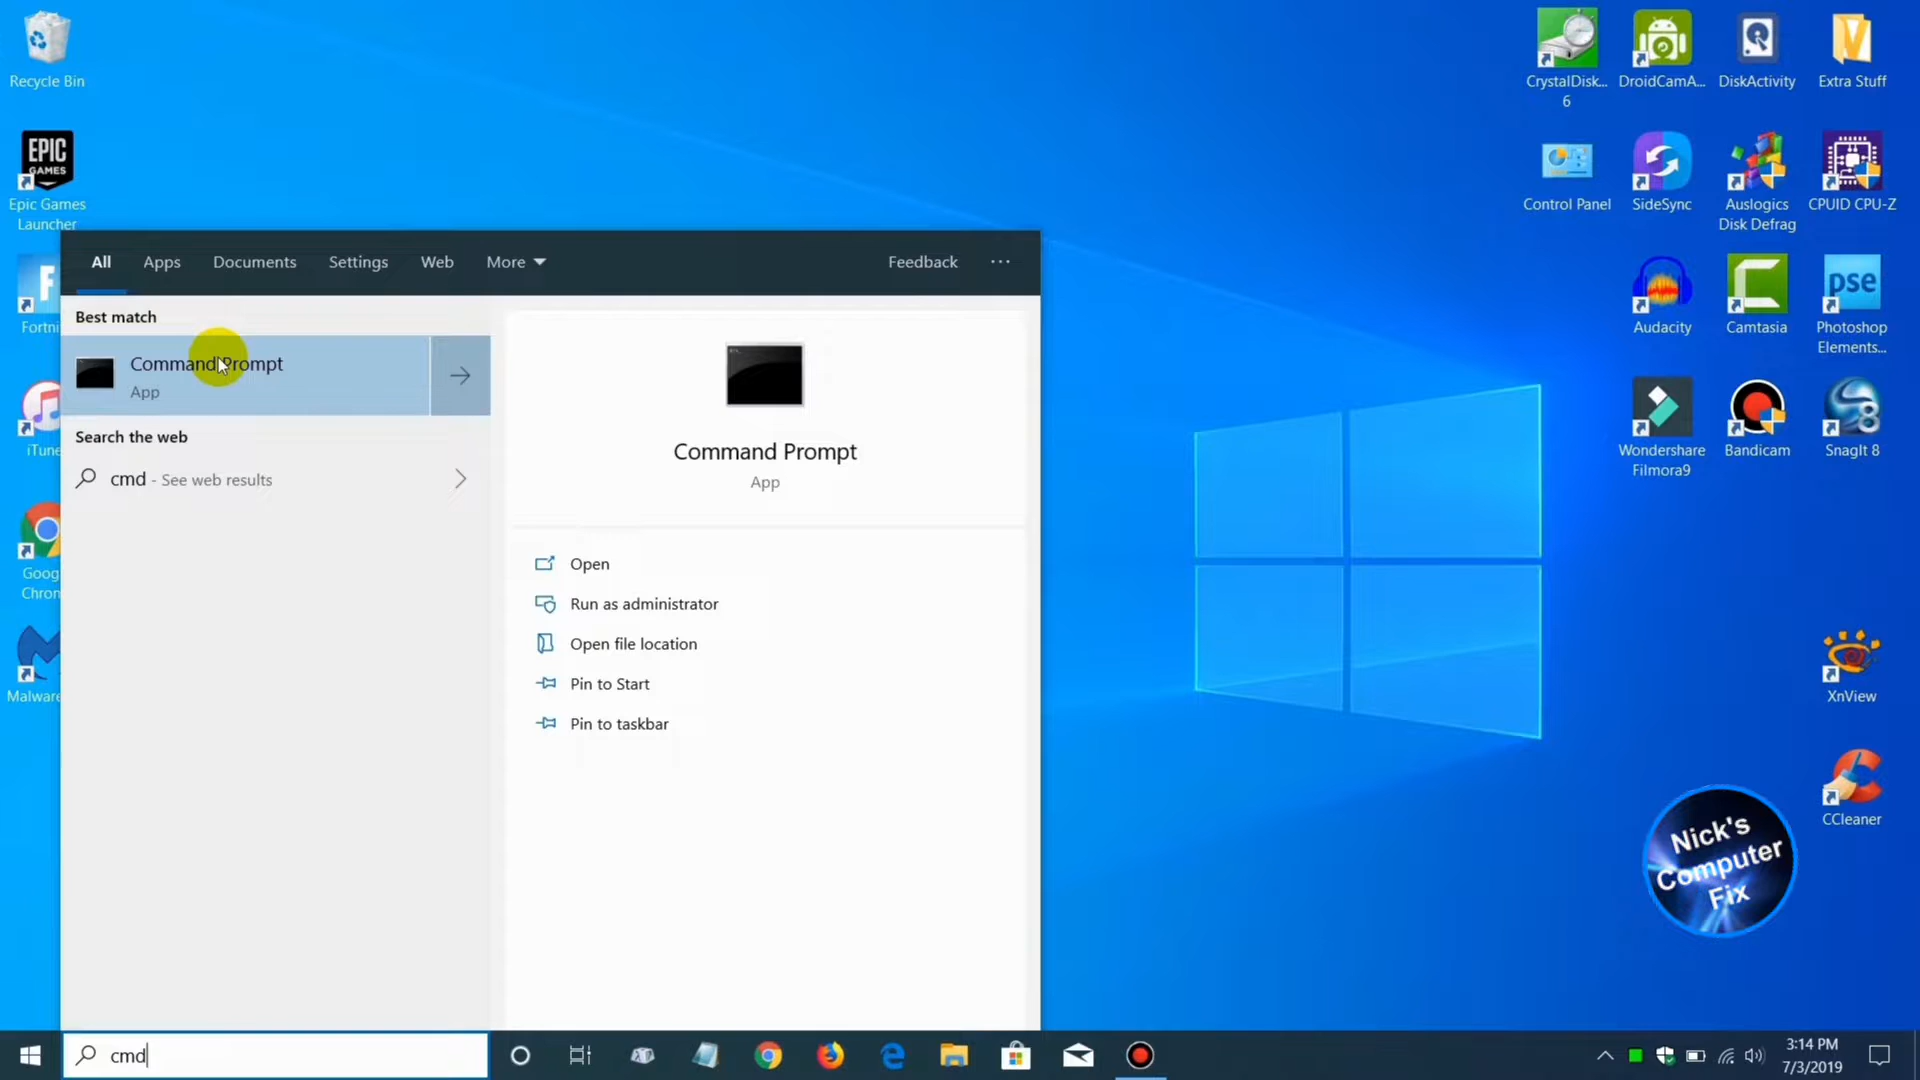 Recycle Bin
EPIC
GAMES
Epic Games
Launcher
Fortni
iTune
Goog
Chron
Malware
All
Apps
Documents
Settings
Web
More
Feedback
Best match
Command Prompt
App
Search the web
cmd - See web results
Command Prompt
App
Open
Run as administrator
Open file location
Pin to Start
Pin to taskbar
CrystalDisk...
6
DroidCamA...
DiskActivity
Extra Stuff
Control Panel
SideSync
Auslogics
Disk Defrag
CPUID CPU-Z
Audacity
Camtasia
pse
Photoshop
Elements...
Wondershare
Filmora9
Bandicam
SnagIt 8
XnView
CCleaner
Nick's
Computer
Fix
cmd
3:14 PM
7/3/2019